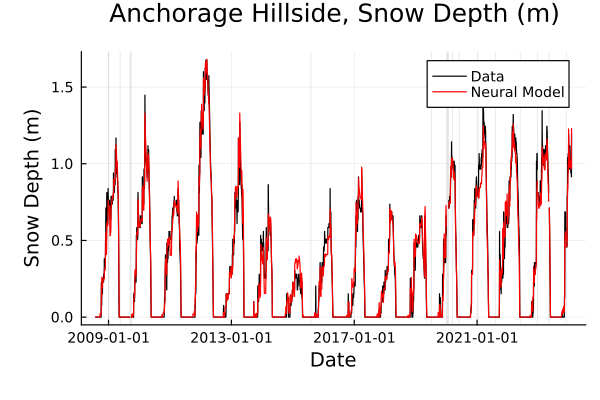 Anchorage Hillside, Snow Depth (m)
Data
Neural Model
Snow Depth (m)
1.5
1.0
0.5
0.0
2009-01-01
2013-01-01
2017-01-01
2021-01-01
Date